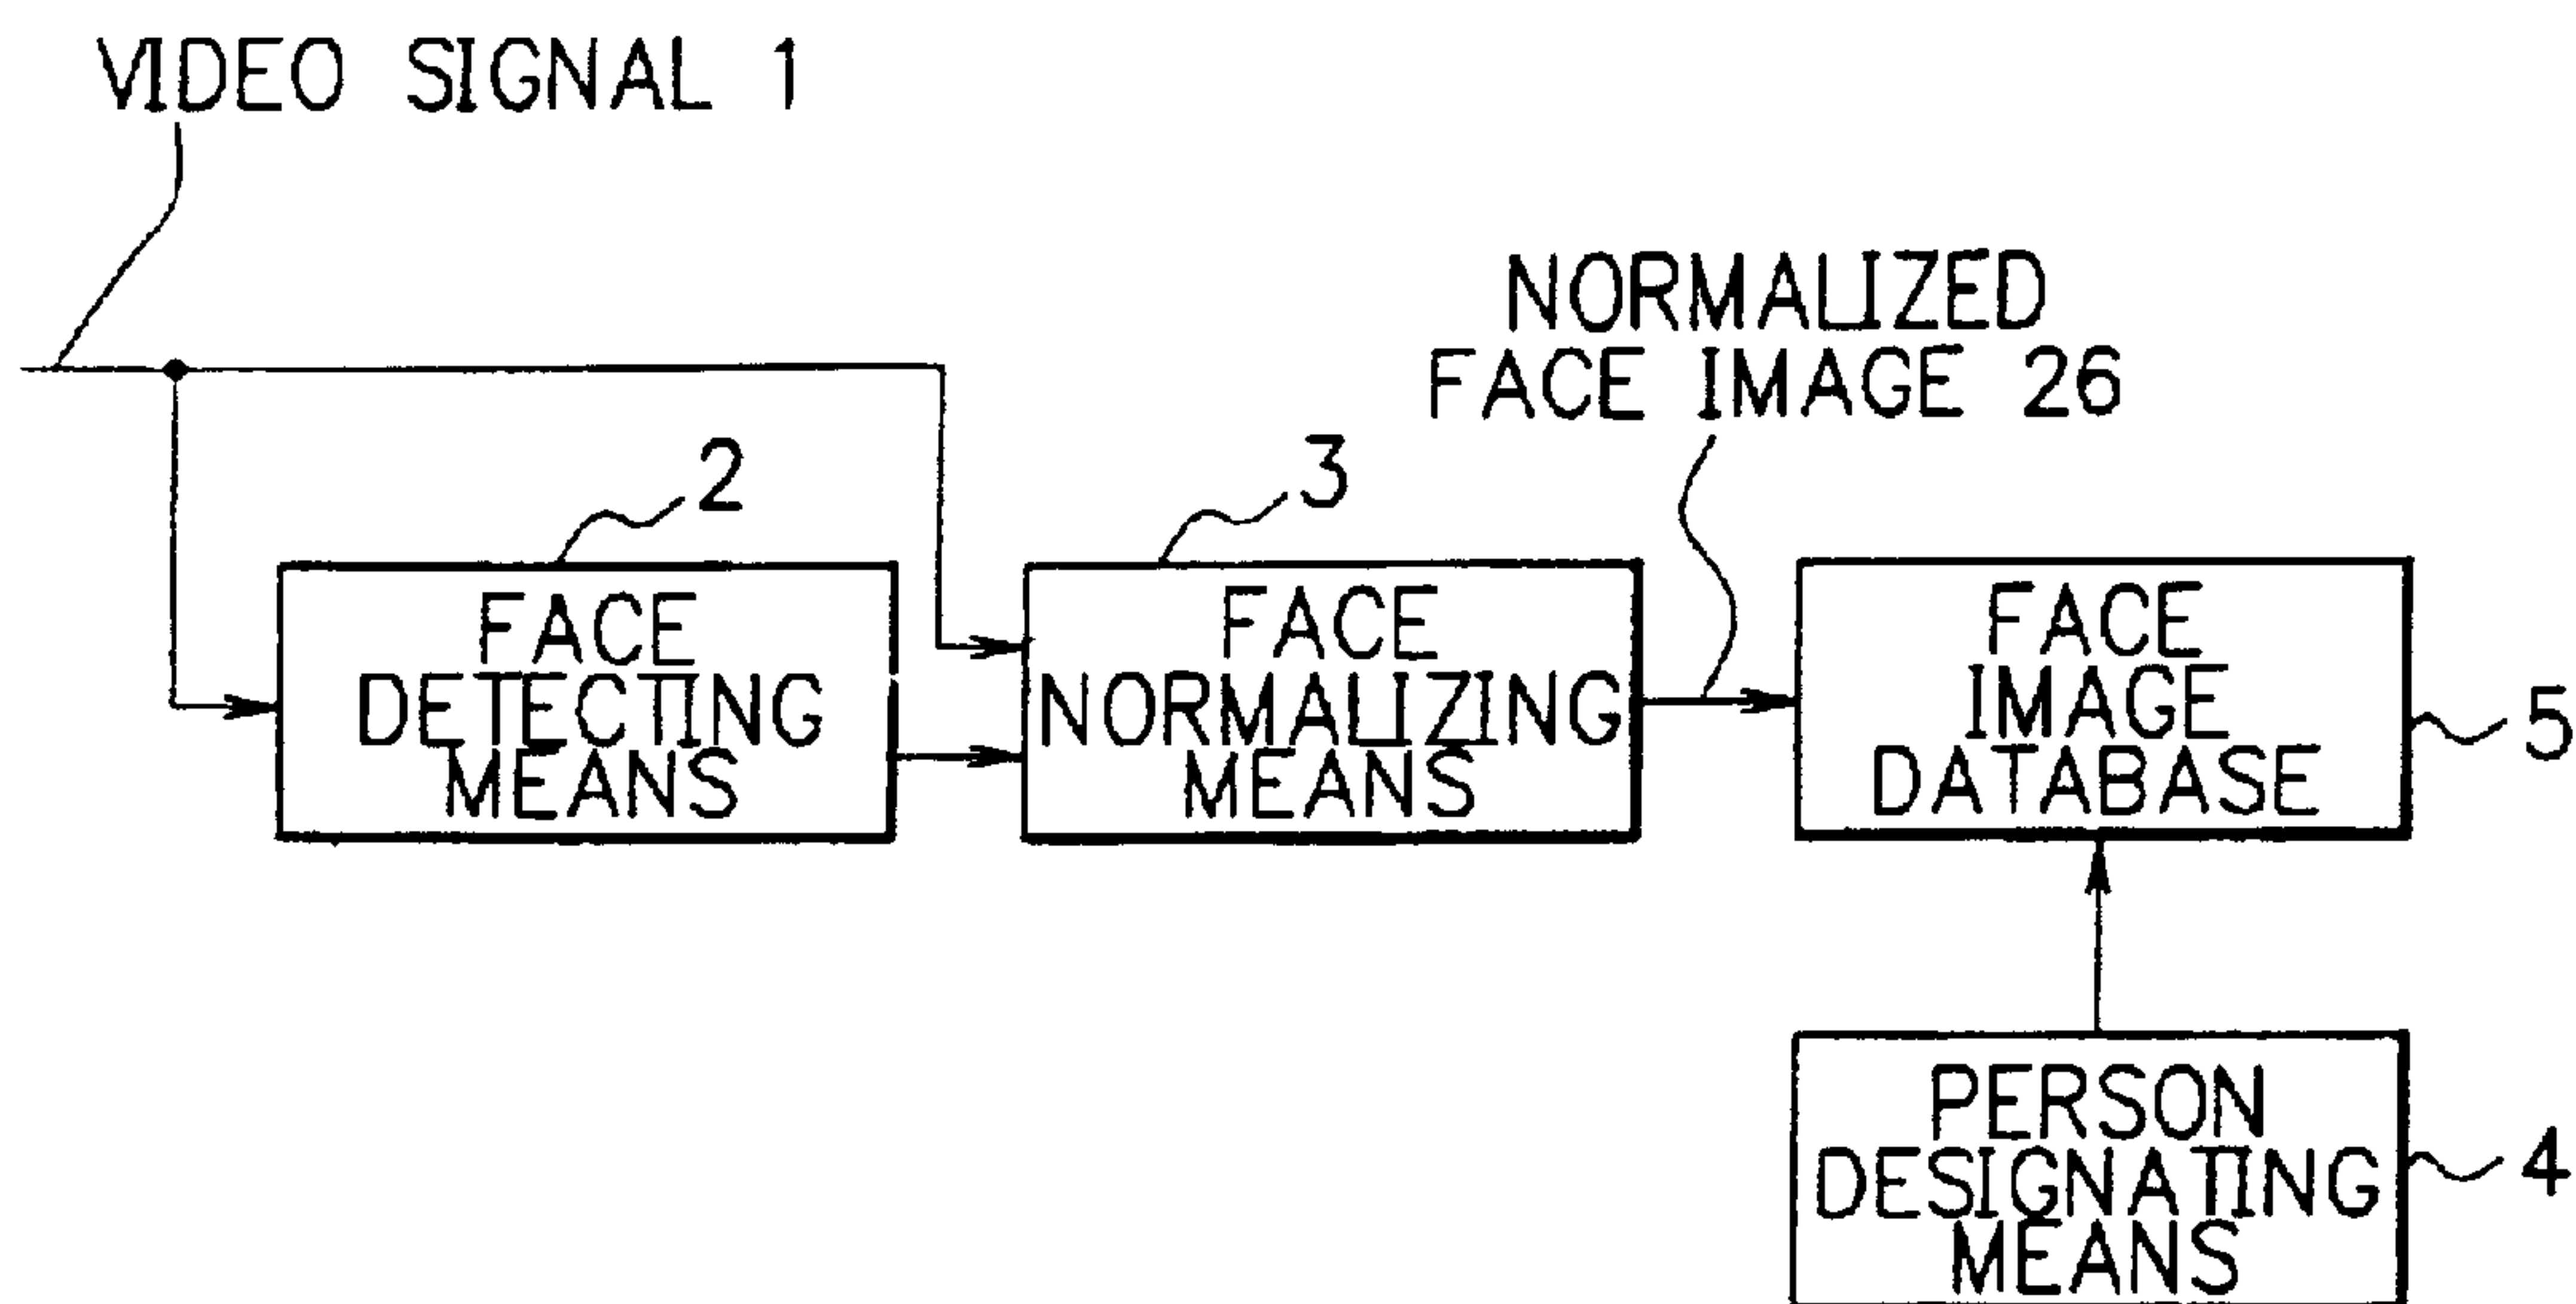 VIDEO SIGNAL 1
NORMALIZED
FACE IMAGE 26
2
3
FACE
DETECTING
MEANS
FACE
NORMALIZING
MEANS
FACE
IMAGE
DATABASE
5
PERSON
DESIGNATING
MEANS
4